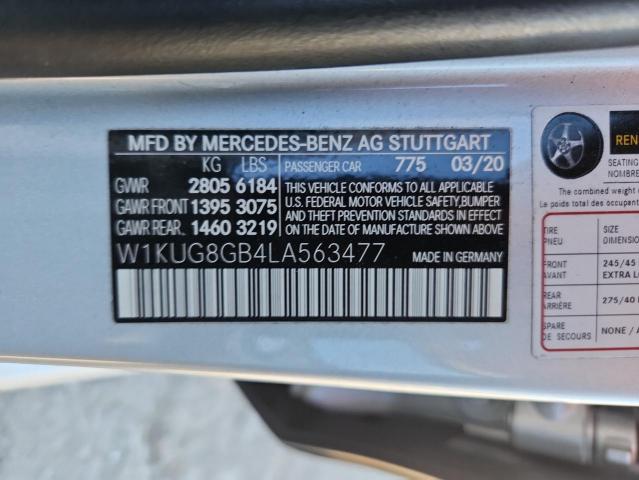 MFD BY MERCEDES-BENZ AG STUTTGART
KG LBS PASSENGER CAR 775 03/20
GVWR 2805 6184
GAWR FRONT 1395 3075
GAWR REAR. 1460 3219
THIS VEHICLE CONFORMS TO ALL APPLICABLE
U.S. FEDERAL MOTOR VEHICLE SAFETY,BUMPER
AND THEFT PREVENTION STANDARDS IN EFFECT
ON THE DATE OF MANUFACTURE SHOWN ABOVE
W1KUG8GB4LA563477 MADE IN GERMANY
SEATING
NOMBRE
The combined weight
Le poids total des occupant
TIRE SIZE
PNEU DIMENSION
FRONT 245/45
AVANT EXTRA
REAR 275/40
ARRIÈRE
SPARE NONE /
DE SECOURS